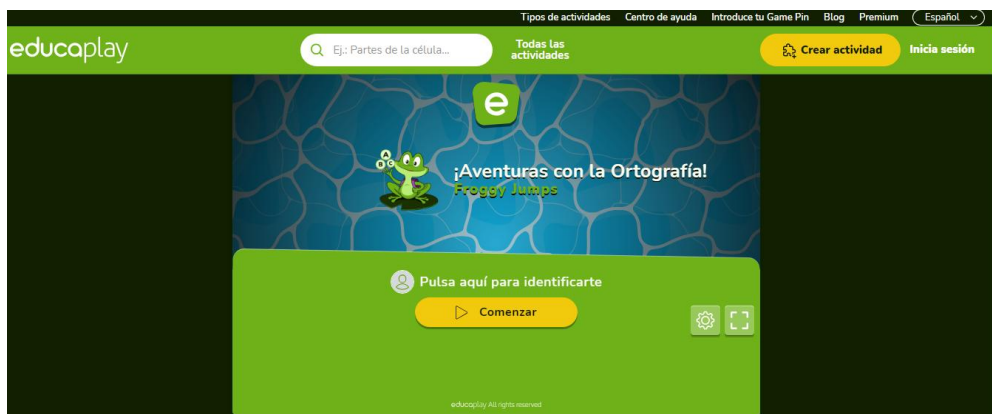 Tipos de actividades Centro de ayuda Introduce tu Game Pin Blog Premium Español
educaplay Ej.: Partes de la célula... Todas las actividades Crear actividad Inicia sesión
e
A
B C
¡Aventuras con la Ortografía!
Froggy Jumps
Pulsa aquí para identificarte
Comenzar
educaplay All rights reserved